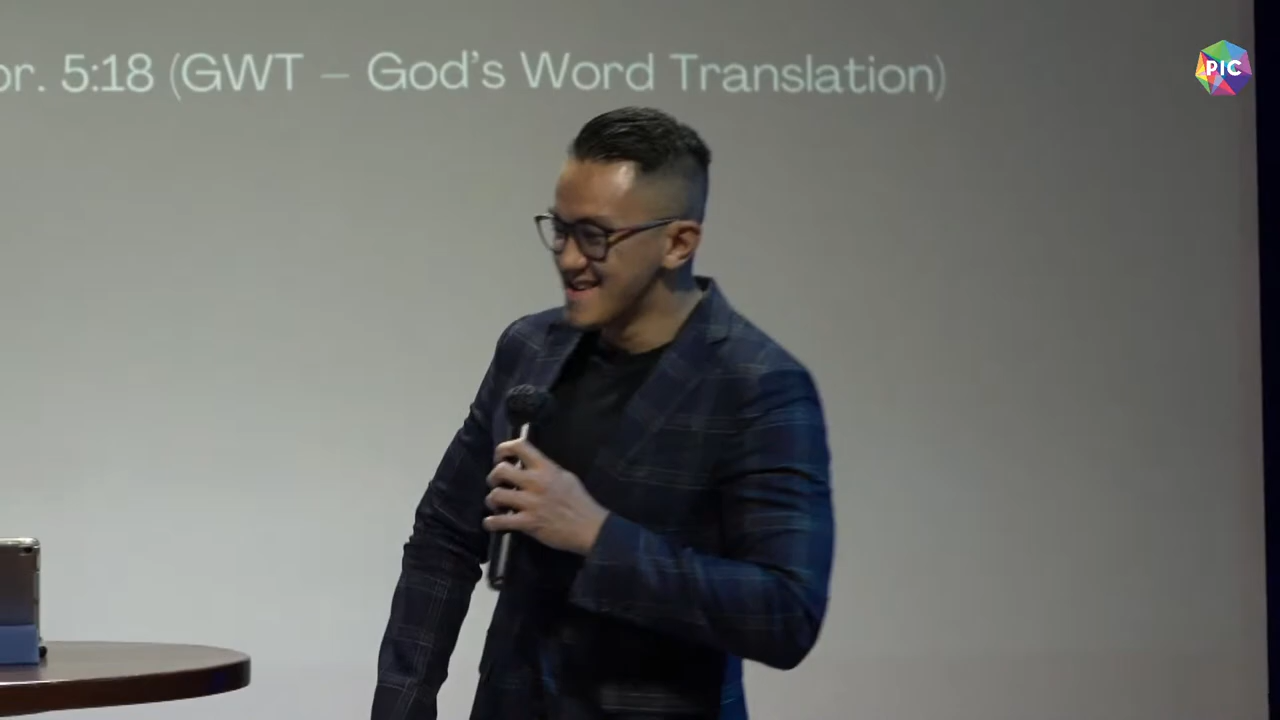 or. 5:18 (GWT – God's Word Translation)
PIC